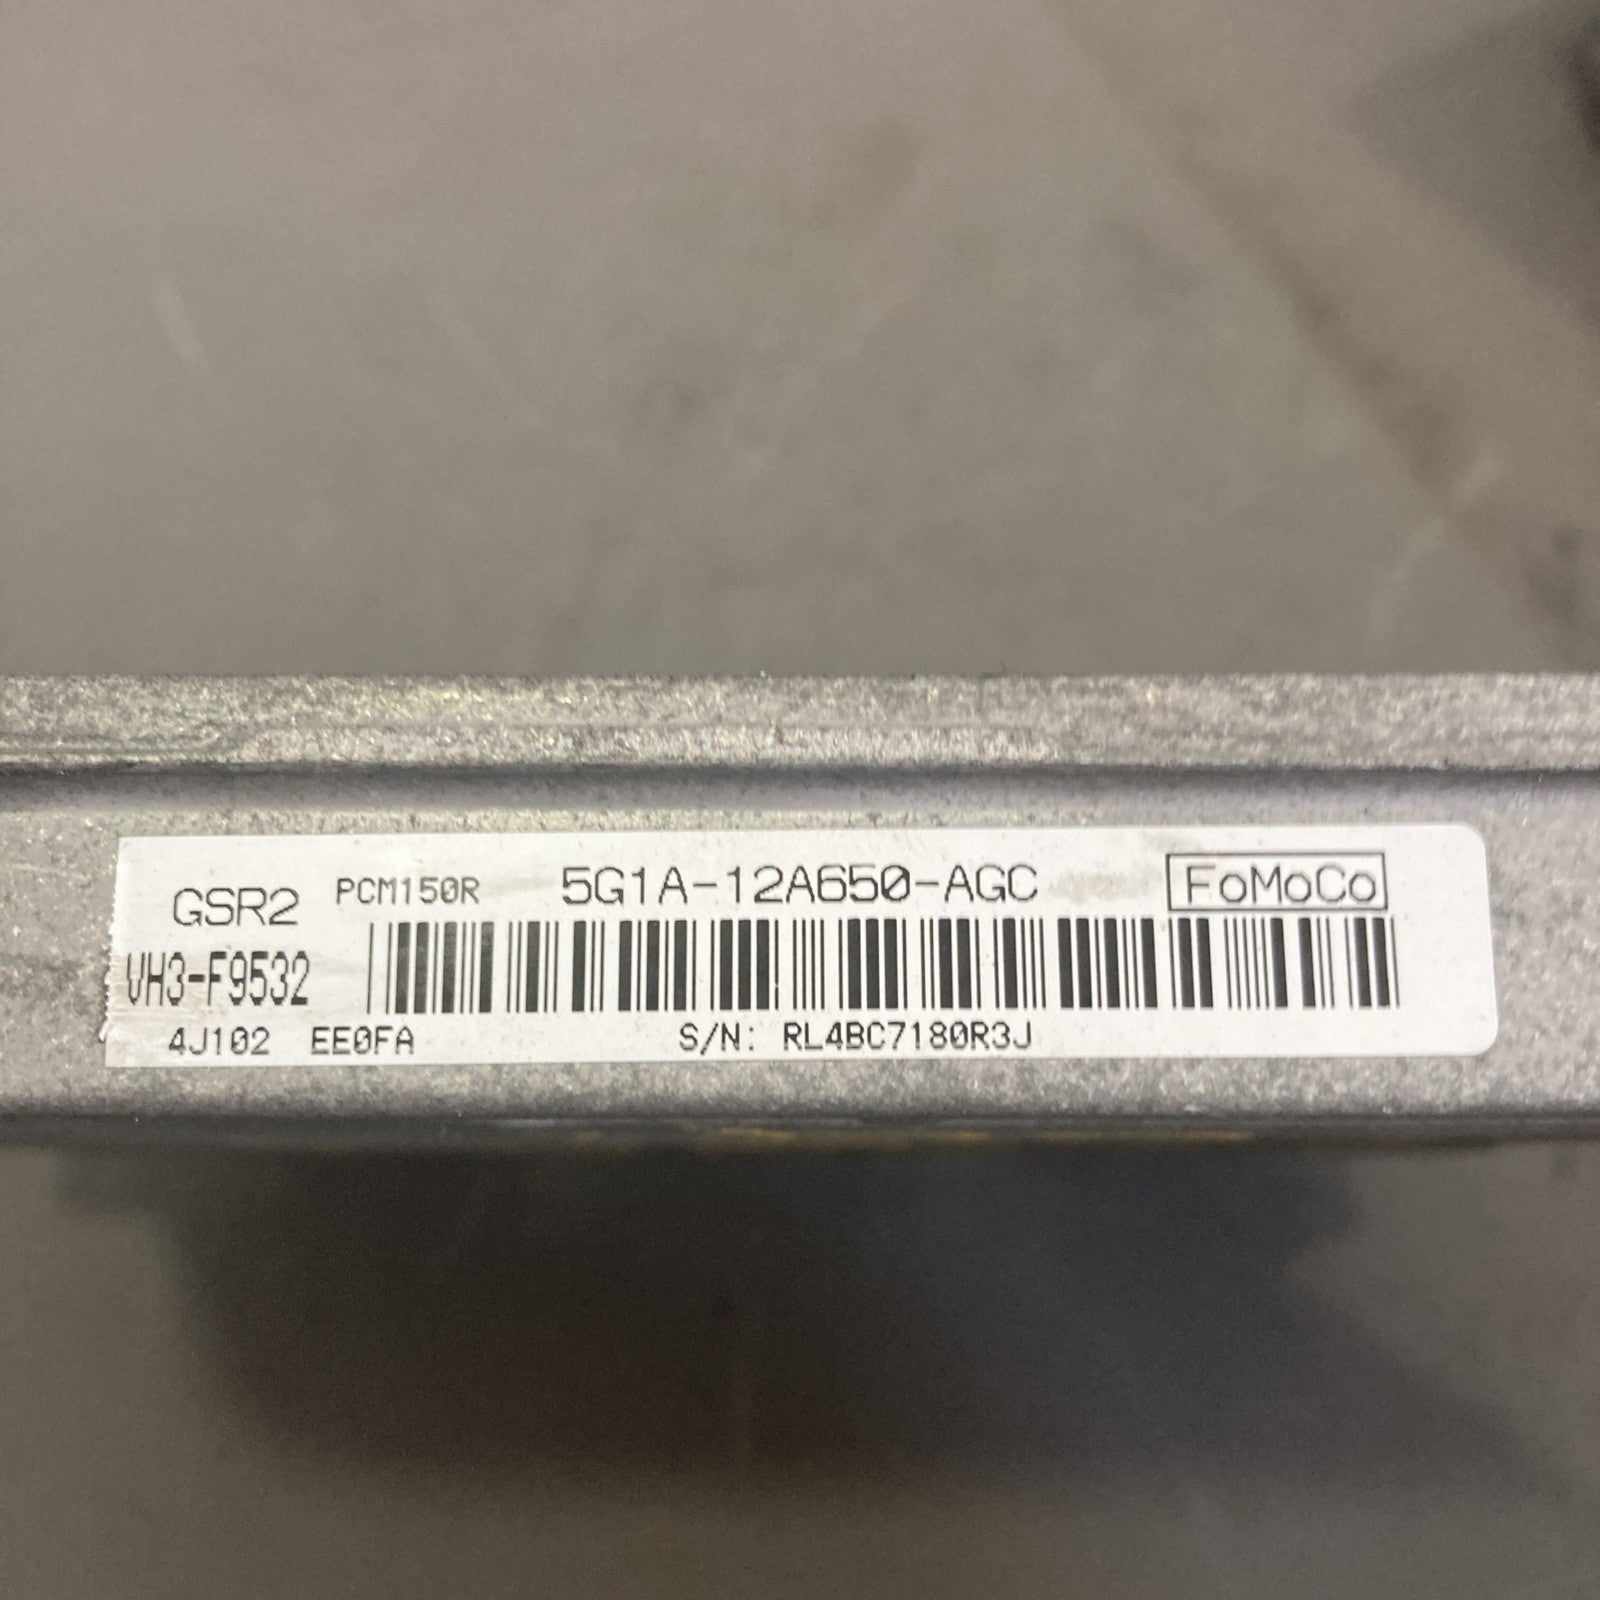 GSR2 PCM150R 5G1A-12A650-AGC FoMoCo
VH3-F9532
4J102 EE0FA S/N: RL4BC7180R3J